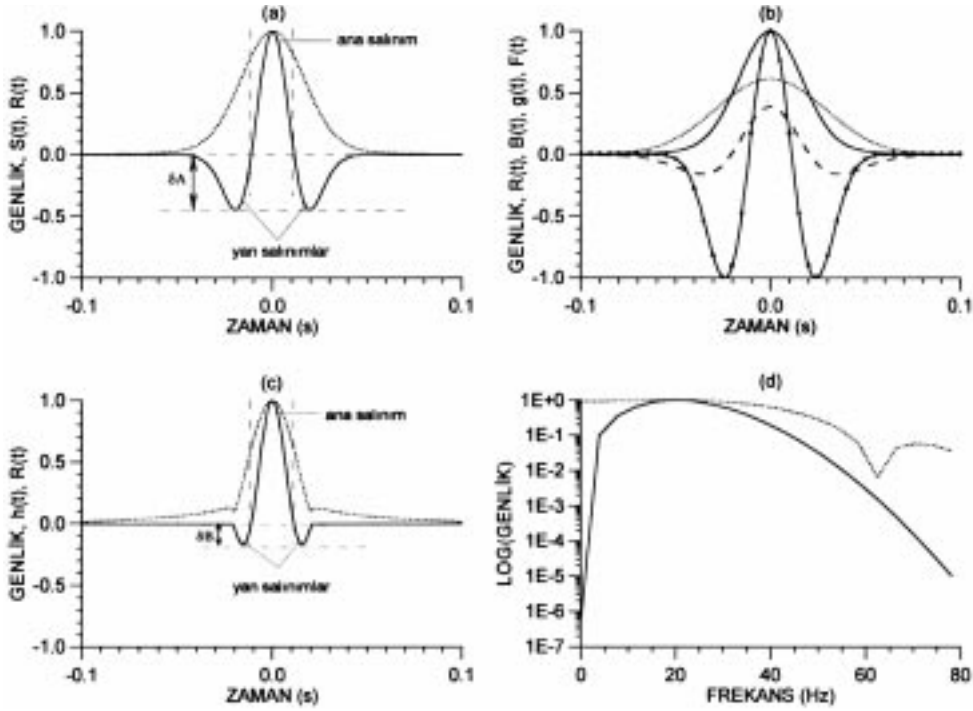 (a)
GENLİK, S(t), R(t)
1.0
0.5
0.0
-0.5
-1.0
ana salınım
δA
yan salınımlar
-0.1
0.0
0.1
ZAMAN (s)
(b)
GENLİK, R(t), B(t), g(t), F(t)
1.0
0.5
0.0
-0.5
-1.0
-0.1
0.0
0.1
ZAMAN (s)
(c)
GENLİK, h(t), R(t)
1.0
0.5
0.0
-0.5
-1.0
ana salınım
δB
yan salınımlar
-0.1
0.0
0.1
ZAMAN (s)
(d)
LOG(GENLİK)
1E+0
1E-1
1E-2
1E-3
1E-4
1E-5
1E-6
1E-7
0
20
40
60
80
FREKANS (Hz)